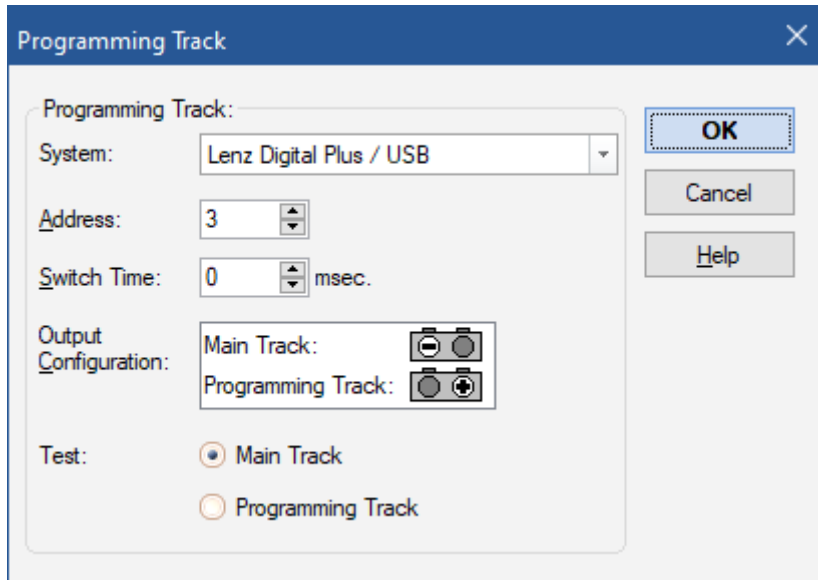 Programming Track
Programming Track:
System: Lenz Digital Plus / USB
Address: 3
Switch Time: 0 msec.
Output
Configuration:
Main Track:
Programming Track:
Test: Main Track
Programming Track
OK
Cancel
Help